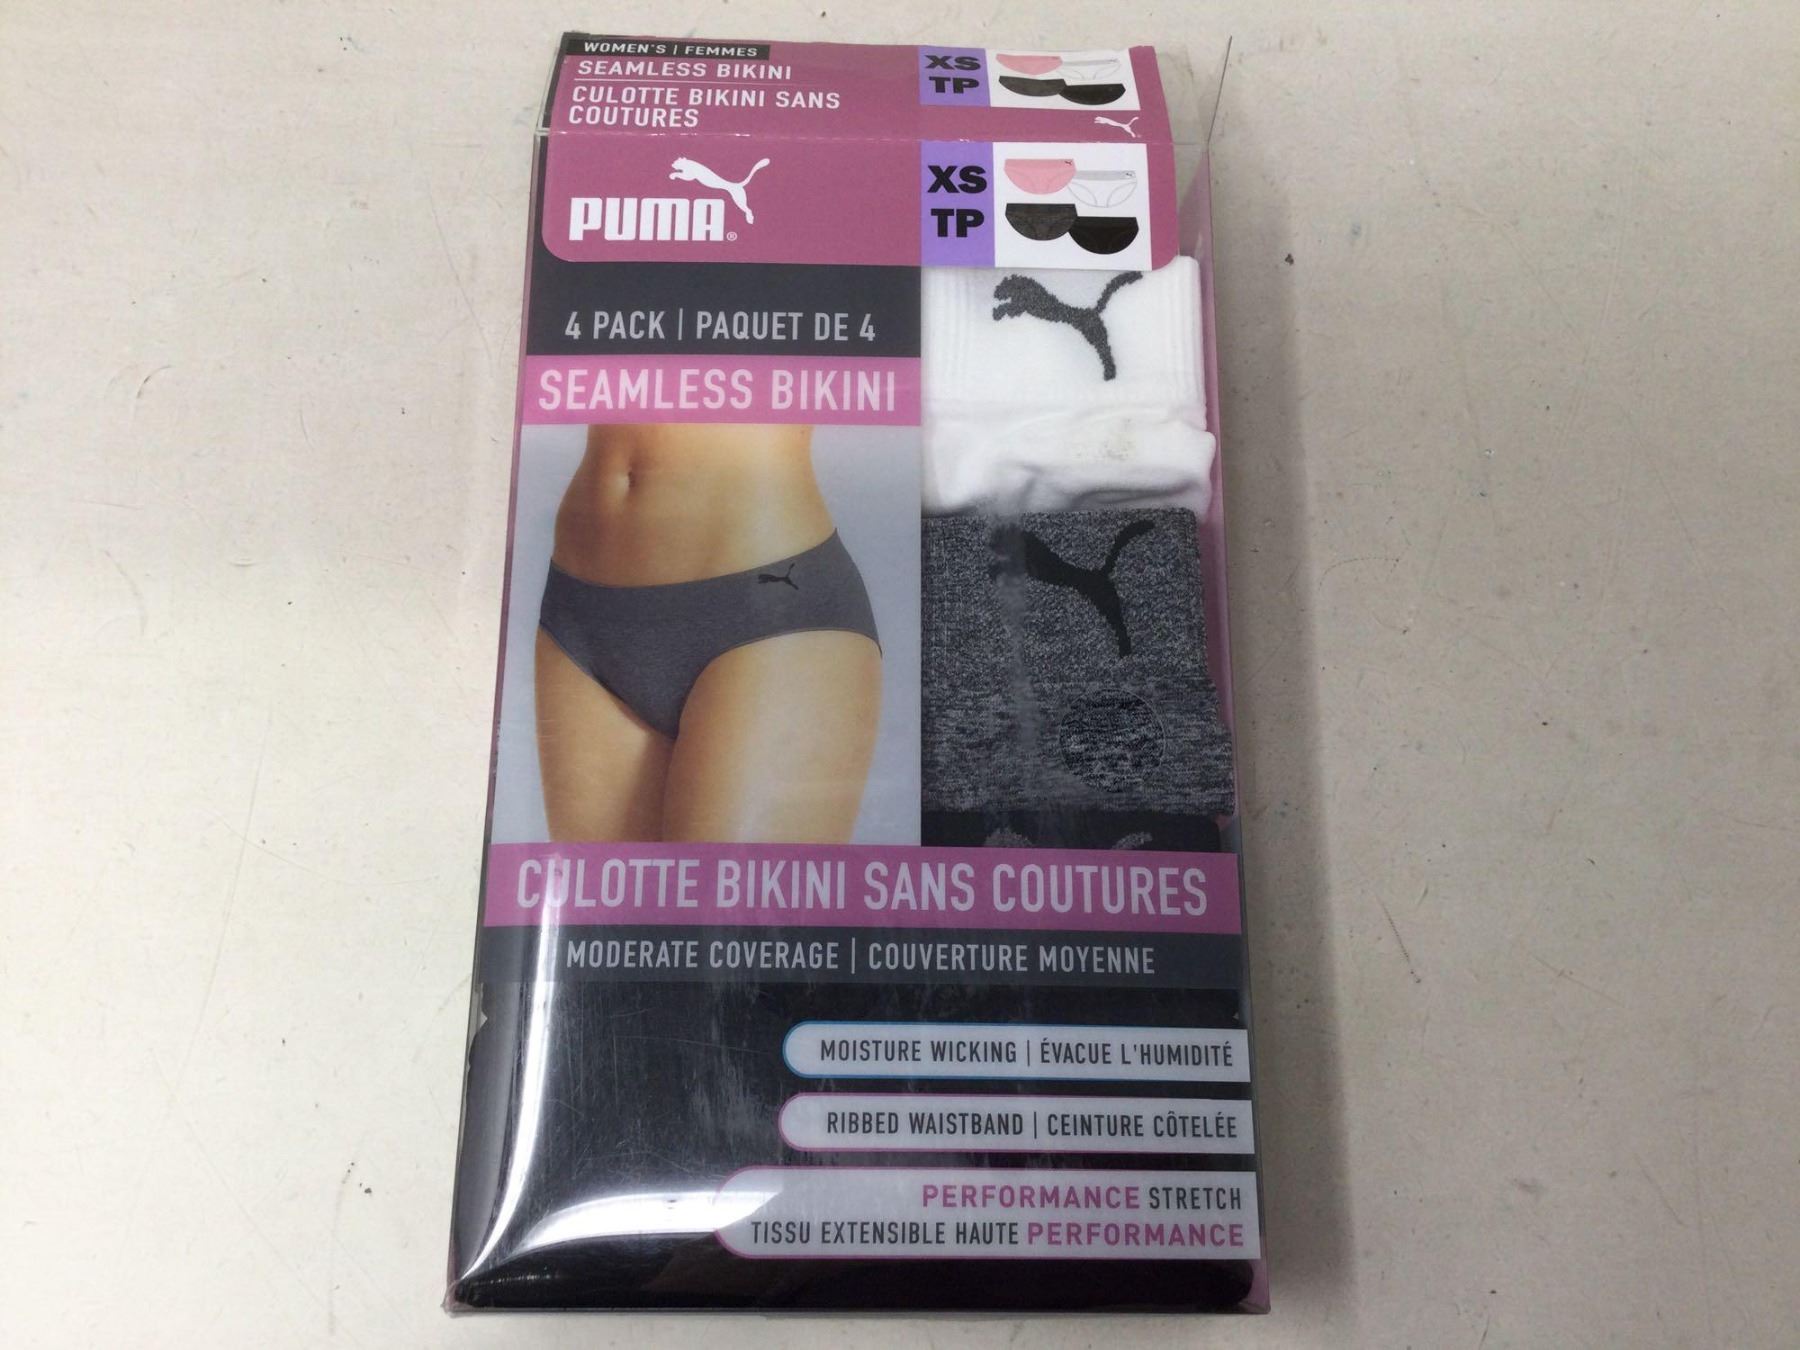 WOMEN'S | FEMMES
SEAMLESS BIKINI
CULOTTE BIKINI SANS
COUTURES
XS
TP
PUMA®
XS
TP
4 PACK | PAQUET DE 4
SEAMLESS BIKINI
CULOTTE BIKINI SANS COUTURES
MODERATE COVERAGE | COUVERTURE MOYENNE
MOISTURE WICKING | ÉVACUE L'HUMIDITÉ
RIBBED WAISTBAND | CEINTURE CÔTELÉE
PERFORMANCE STRETCH
TISSU EXTENSIBLE HAUTE PERFORMANCE